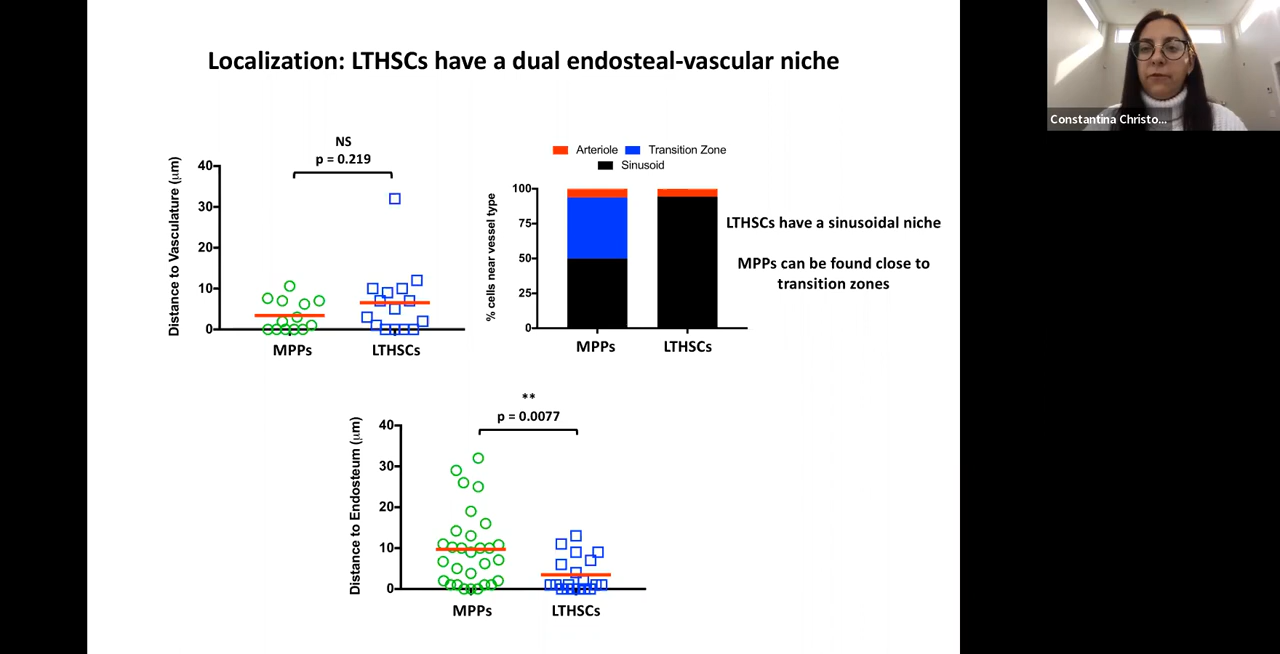 Localization: LTHSCs have a dual endosteal-vascular niche
Constantina Christo...
NS
p = 0.219
Distance to Vasculature (μm)
40
30
20
10
0
MPPs
LTHSCs
Arteriole
Transition Zone
Sinusoid
% cells near vessel type
100
75
50
25
0
MPPs
LTHSCs
LTHSCs have a sinusoidal niche
MPPs can be found close to
transition zones
**
p = 0.0077
Distance to Endosteum (μm)
40
30
20
10
0
MPPs
LTHSCs